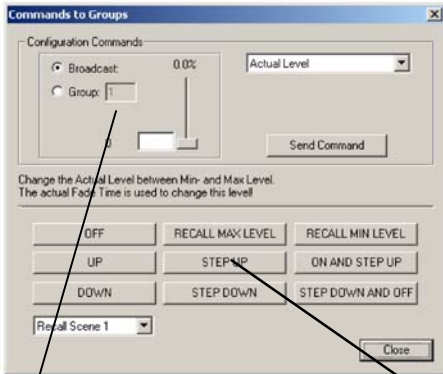 Commands to Groups
Configuration Commands
Broadcast:
0.0%
Actual Level
Group: 1
0
Send Command
Change the Actual Level between Min- and Max Level.
The actual Fade Time is used to change this level!
OFF
RECALL MAX LEVEL
RECALL MIN LEVEL
UP
STEP UP
ON AND STEP UP
DOWN
STEP DOWN
STEP DOWN AND OFF
Recall Scene 1
Close